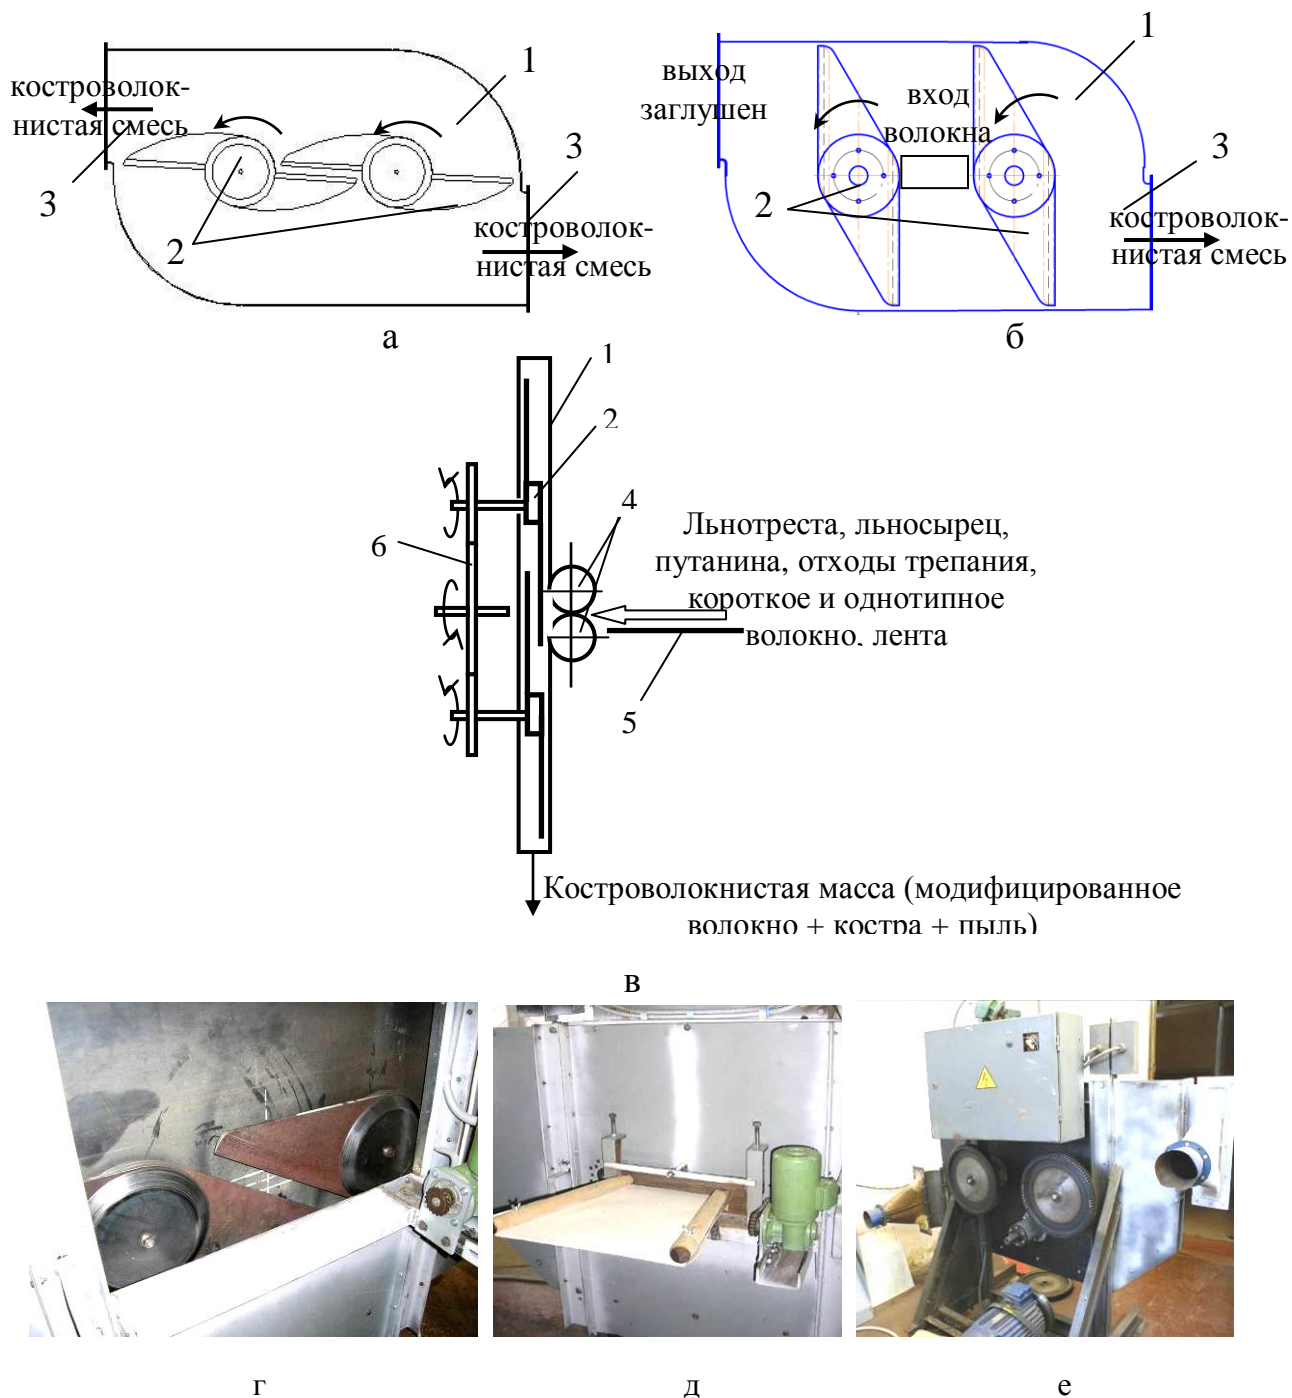 1
костроволок-
нистая смесь
3
3
2
костроволок-
нистая смесь
а
1
выход
заглушен
вход
волокна
3
2
костроволок-
нистая смесь
б
1
2
4
6
Льнотреста, льносырец,
путанина, отходы трепания,
короткое и однотипное
волокно, лента
5
Костроволокнистая масса (модифицированное
волокно + костра + пыль)
в
г
д
е